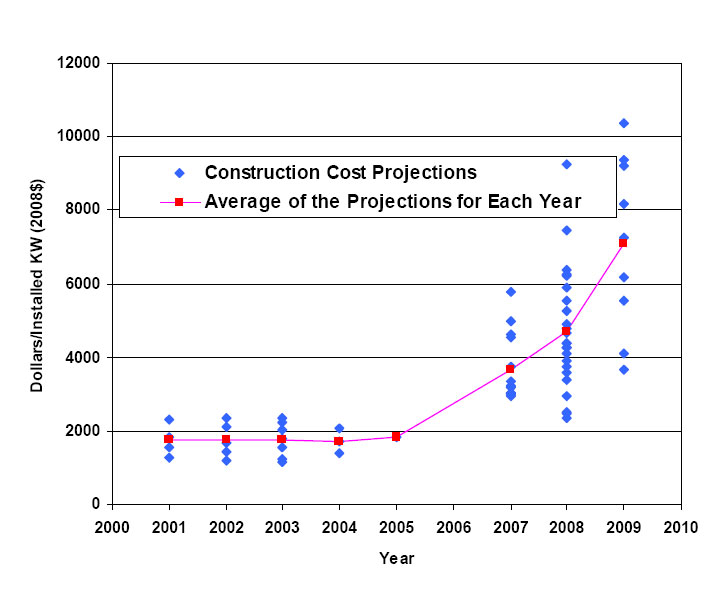 12000
10000
8000
6000
4000
2000
0
Dollars/Installed KW (2008$)
Construction Cost Projections
Average of the Projections for Each Year
2000 2001 2002 2003 2004 2005 2006 2007 2008 2009 2010
Year